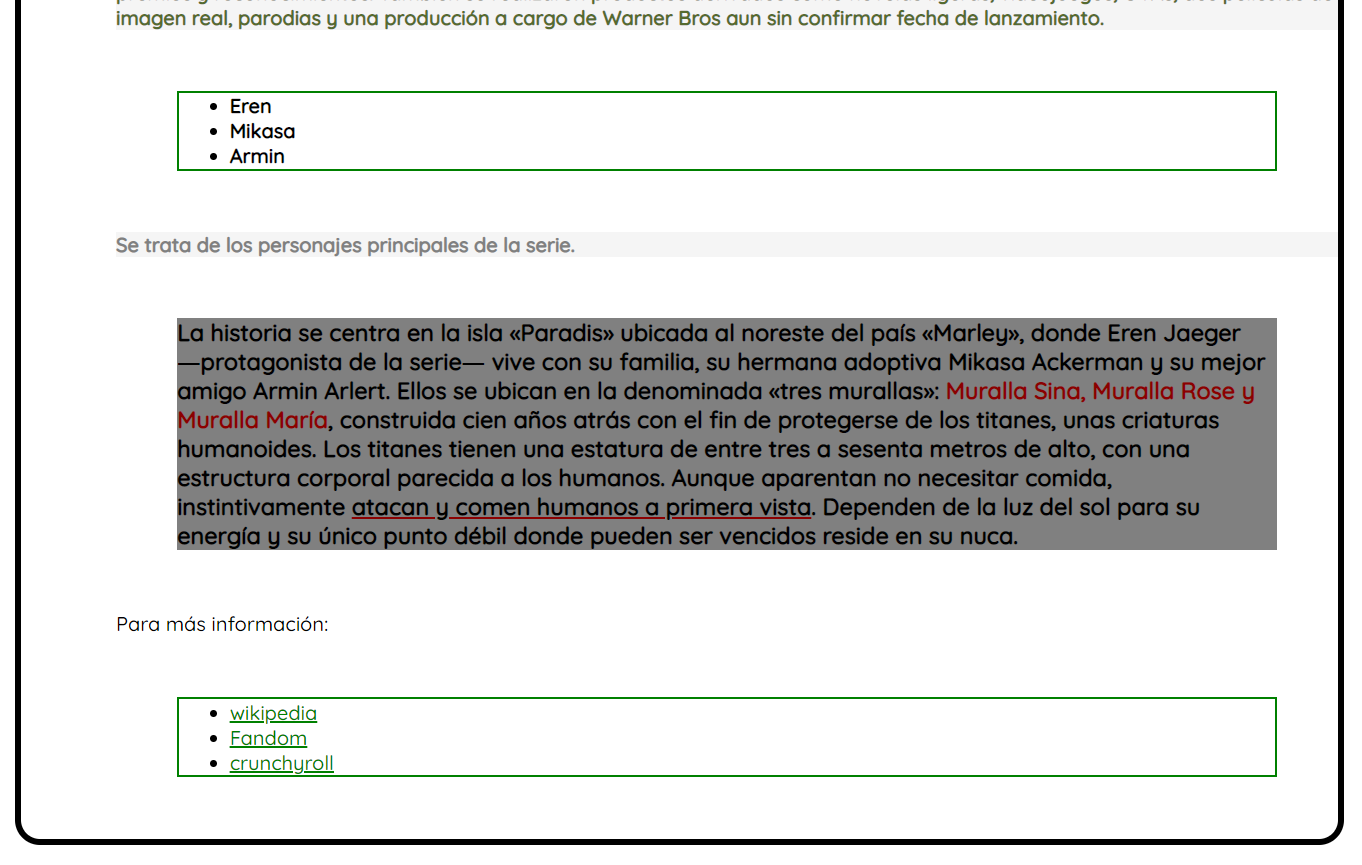 imagen real, parodias y una producción a cargo de Warner Bros aun sin confirmar fecha de lanzamiento.
Eren
Mikasa
Armin
Se trata de los personajes principales de la serie.
La historia se centra en la isla «Paradis» ubicada al noreste del país «Marley», donde Eren Jaeger
—protagonista de la serie— vive con su familia, su hermana adoptiva Mikasa Ackerman y su mejor
amigo Armin Arlert. Ellos se ubican en la denominada «tres murallas»: Muralla Sina, Muralla Rose y
Muralla María, construida cien años atrás con el fin de protegerse de los titanes, unas criaturas
humanoides. Los titanes tienen una estatura de entre tres a sesenta metros de alto, con una
estructura corporal parecida a los humanos. Aunque aparentan no necesitar comida,
instintivamente atacan y comen humanos a primera vista. Dependen de la luz del sol para su
energía y su único punto débil donde pueden ser vencidos reside en su nuca.
Para más información:
wikipedia
Fandom
crunchyroll